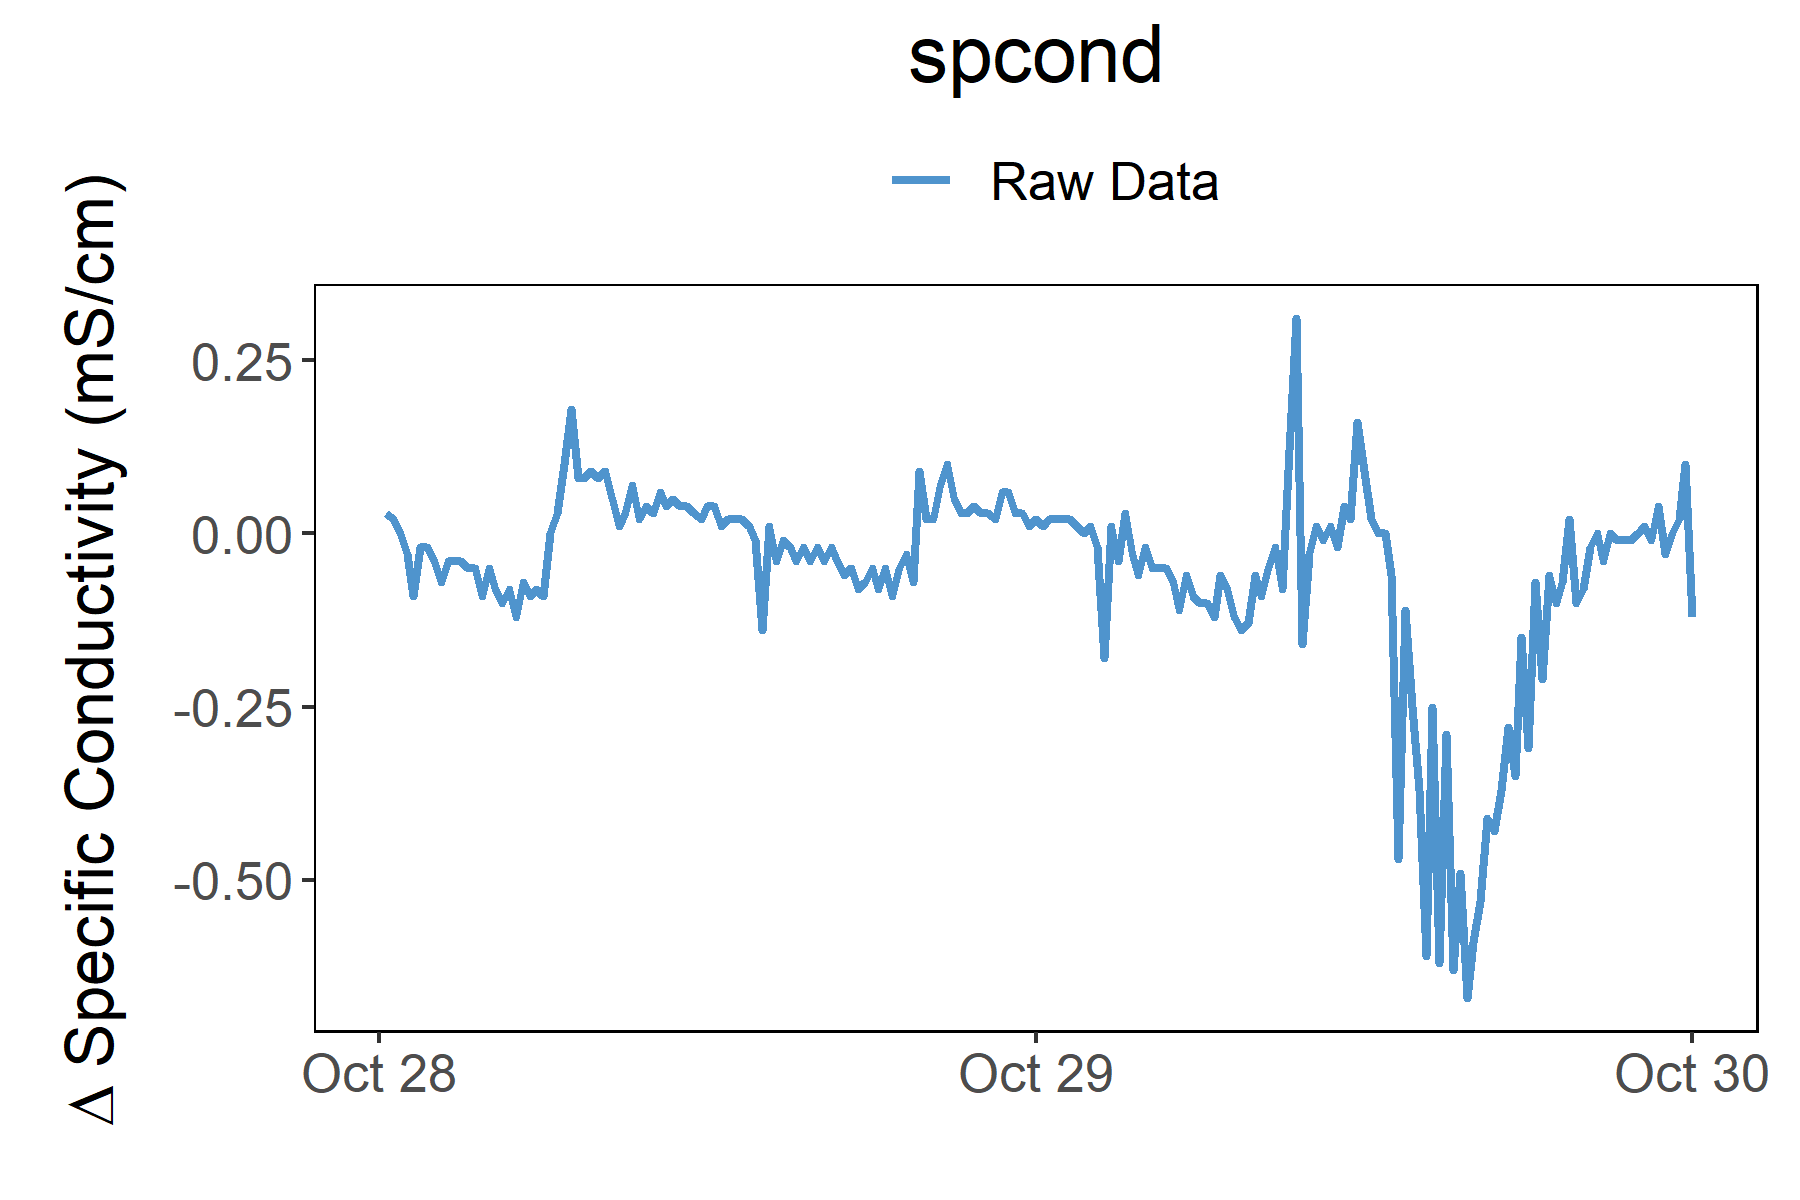 spcond
Raw Data
Δ Specific Conductivity (mS/cm)
0.25
0.00
-0.25
-0.50
Oct 28
Oct 29
Oct 30